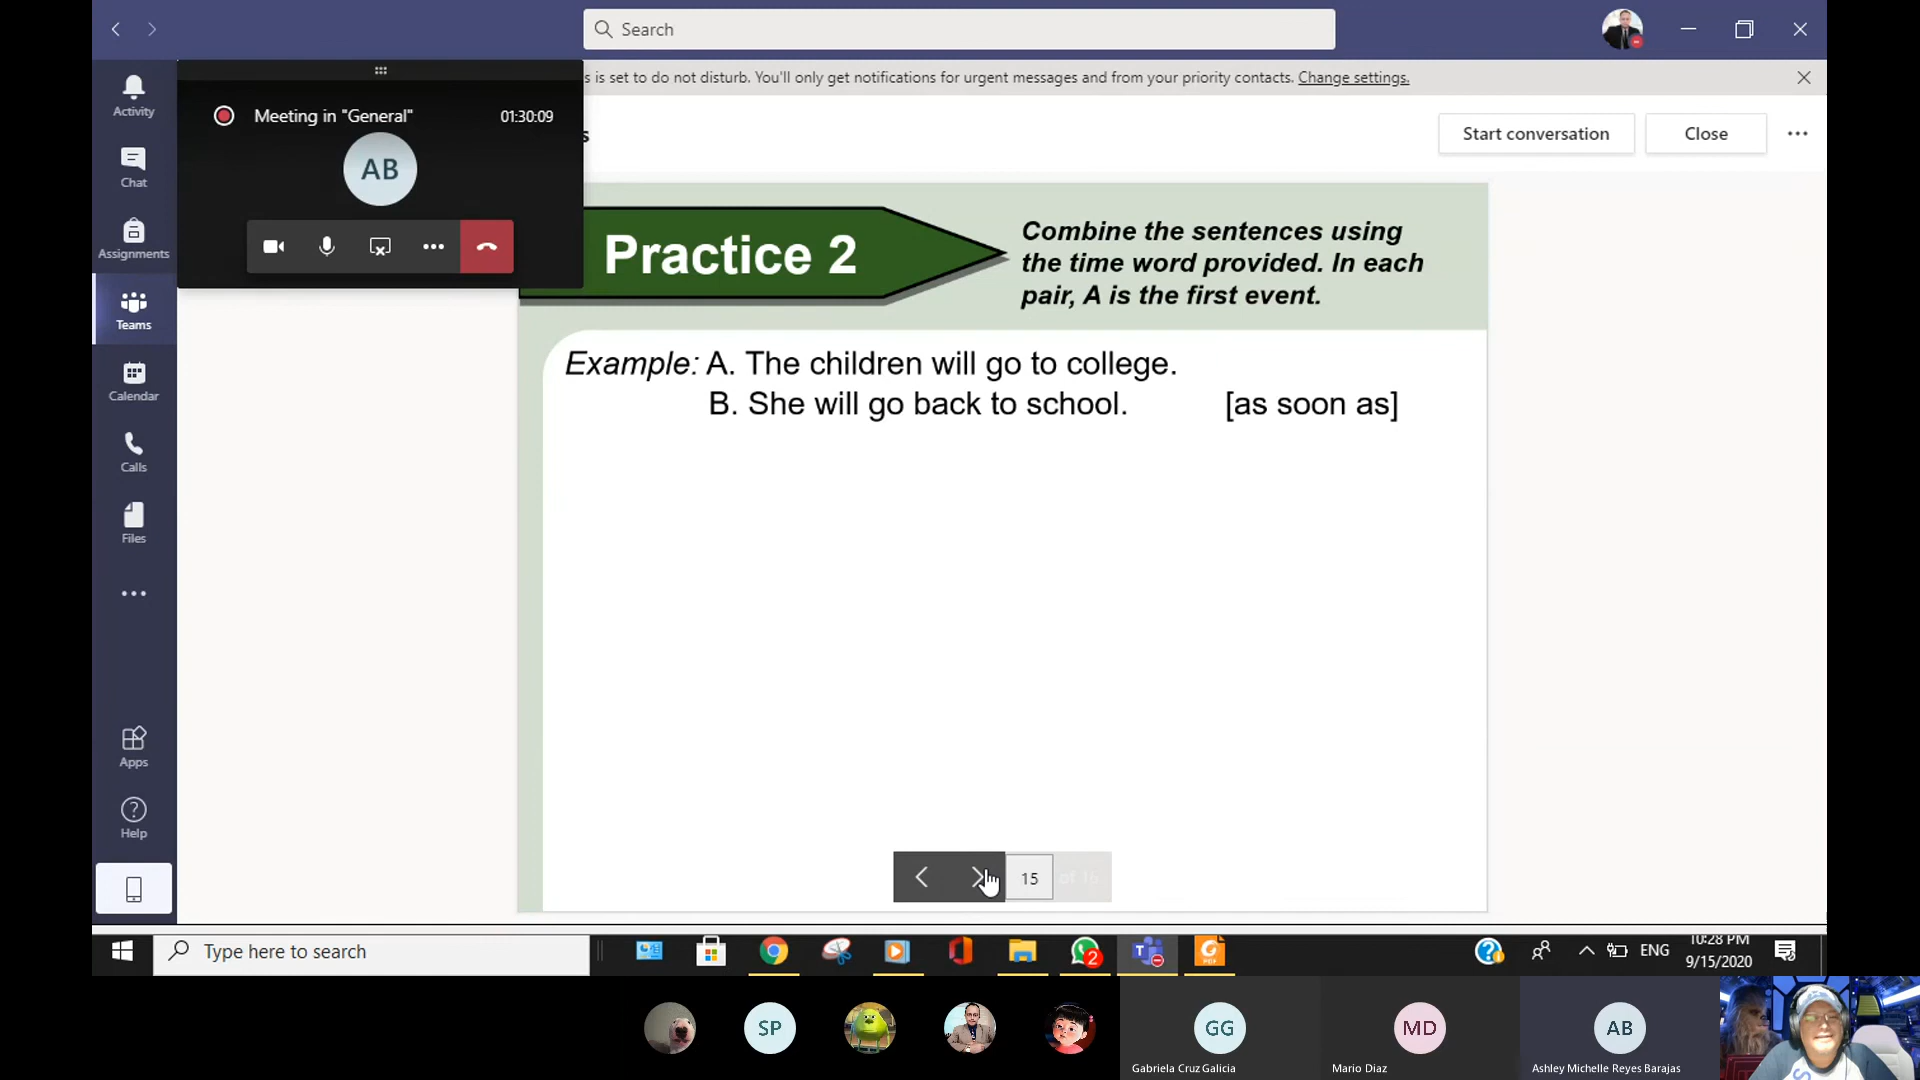 Search
s is set to do not disturb. You'll only get notifications for urgent messages and from your priority contacts. Change settings.
Activity
Meeting in "General"
01:30:09
AB
s
Start conversation
Close
Chat
Assignments
Teams
Calendar
Calls
Files
Apps
Help
Practice 2
Combine the sentences using
the time word provided. In each
pair, A is the first event.
Example: A. The children will go to college.
B. She will go back to school. [as soon as]
15
of 16
Type here to search
2
ENG
10:28 PM
9/15/2020
SP
GG
MD
AB
Gabriela Cruz Galicia
Mario Diaz
Ashley Michelle Reyes Barajas